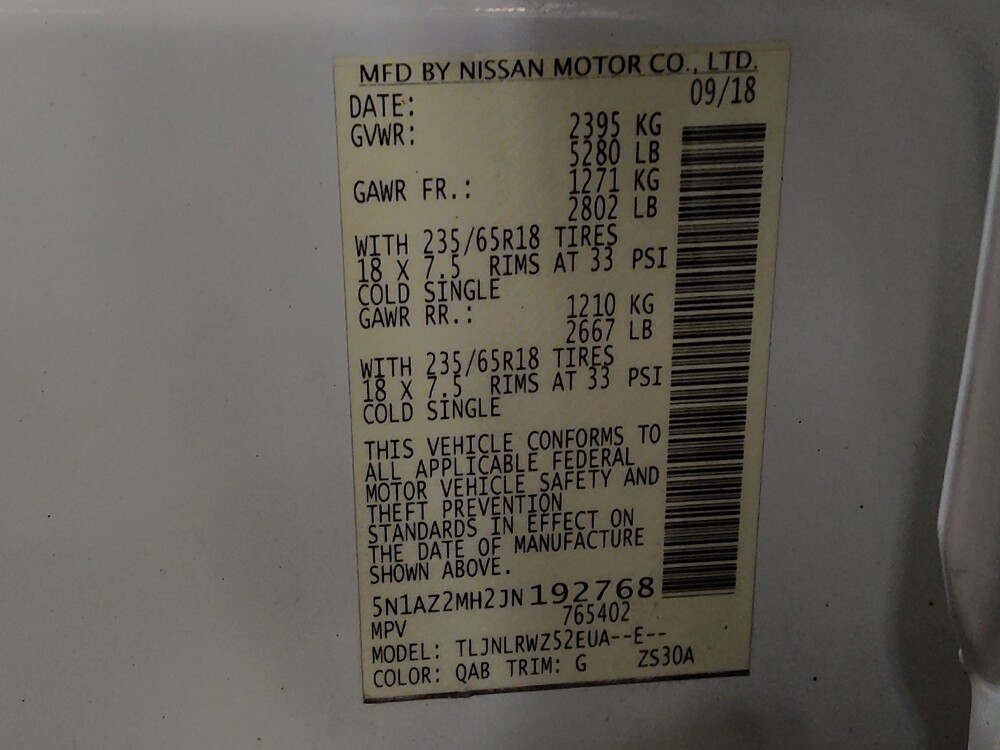 MFD BY NISSAN MOTOR CO., LTD.
DATE: 09/18
GVWR: 2395 KG
5280 LB
GAWR FR.: 1271 KG
2802 LB
WITH 235/65R18 TIRES
18 X 7.5 RIMS AT 33 PSI
COLD SINGLE
GAWR RR.: 1210 KG
2667 LB
WITH 235/65R18 TIRES
18 X 7.5 RIMS AT 33 PSI
COLD SINGLE
THIS VEHICLE CONFORMS TO
ALL APPLICABLE FEDERAL
MOTOR VEHICLE SAFETY AND
THEFT PREVENTION
STANDARDS IN EFFECT ON
THE DATE OF MANUFACTURE
SHOWN ABOVE.
5N1AZ2MH2JN192768
MPV 765402
MODEL: TLJNLRWZ52EUA--E--
COLOR: QAB TRIM: G ZS30A